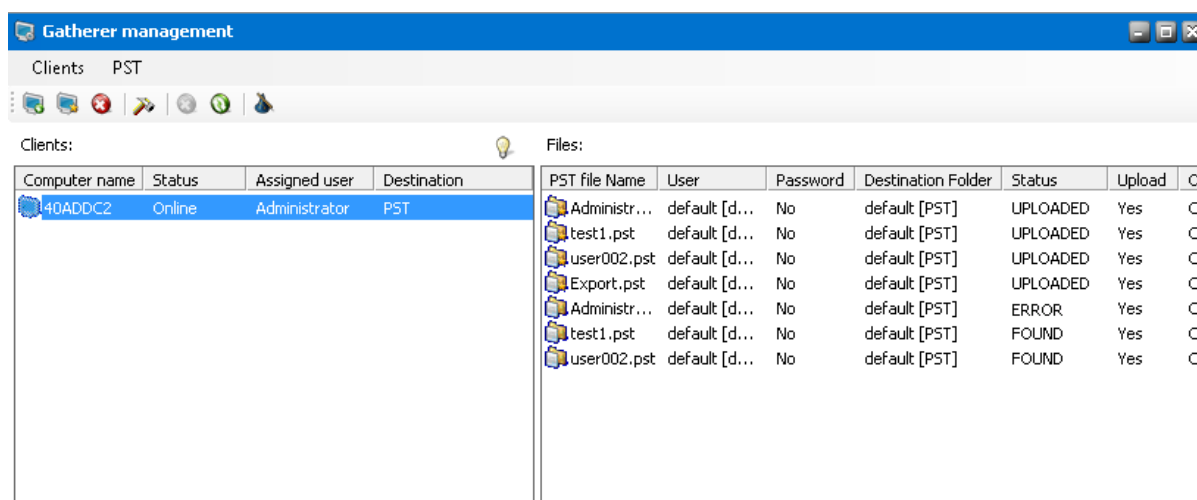 Gatherer management
Clients PST
Clients: Files:
Computer name Status Assigned user Destination PST file Name User Password Destination Folder Status Upload
40ADDC2 Online Administrator PST Administr... default [d... No default [PST] UPLOADED Yes
test1.pst default [d... No default [PST] UPLOADED Yes
user002.pst default [d... No default [PST] UPLOADED Yes
Export.pst default [d... No default [PST] UPLOADED Yes
Administr... default [d... No default [PST] ERROR Yes
test1.pst default [d... No default [PST] FOUND Yes
user002.pst default [d... No default [PST] FOUND Yes